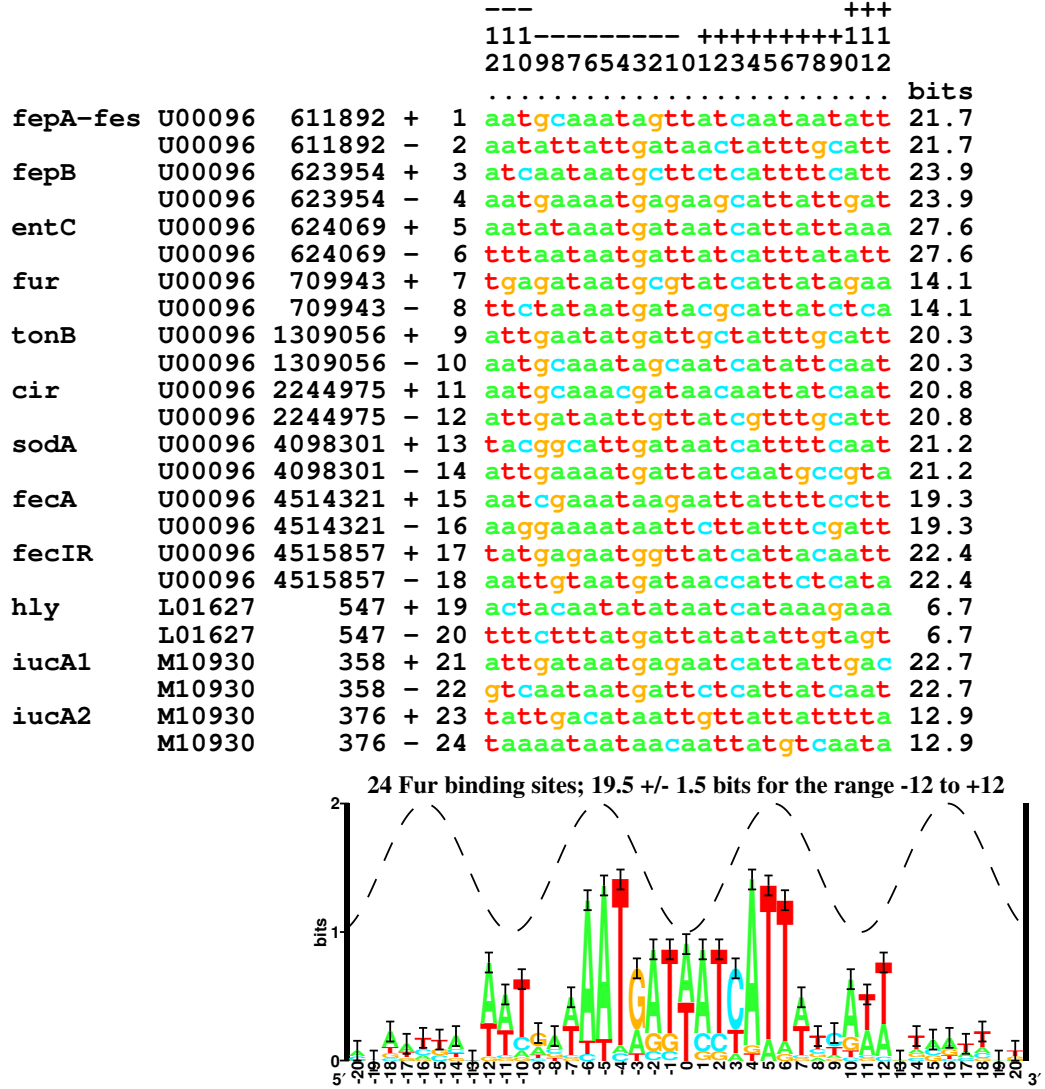 −−− +++
111−−−−−−−−− +++++++++111
2109876543210123456789012
......................... bits
fepA−fes U00096 611892 + 1 aatgcaaatagttatcaataatatt 21.7
U00096 611892 − 2 aatattattgataactatttgcatt 21.7
fepB U00096 623954 + 3 atcaataatgcttctcattttcatt 23.9
U00096 623954 − 4 aatgaaaatgagaagcattattgat 23.9
entC U00096 624069 + 5 aatataaatgataatcattattaaa 27.6
U00096 624069 − 6 tttaataatgattatcatttatatt 27.6
fur U00096 709943 + 7 tgagataatgcgtatcattatagaa 14.1
U00096 709943 − 8 ttctataatgatacgcattatctca 14.1
tonB U00096 1309056 + 9 attgaatatgattgctatttgcatt 20.3
U00096 1309056 − 10 aatgcaaatagcaatcatattcaat 20.3
cir U00096 2244975 + 11 aatgcaaacgataacaattatcaat 20.8
U00096 2244975 − 12 attgataattgttatcgtttgcatt 20.8
sodA U00096 4098301 + 13 tacggcattgataatcattttcaat 21.2
U00096 4098301 − 14 attgaaaatgattatcaatgccgta 21.2
fecA U00096 4514321 + 15 aatcgaaataagaattattttcctt 19.3
U00096 4514321 − 16 aaggaaaataattcttatttcgatt 19.3
fecIR U00096 4515857 + 17 tatgagaatggttatcattacaatt 22.4
U00096 4515857 − 18 aattgtaatgataaccattctcata 22.4
hly L01627 547 + 19 actacaatatataatcataaagaaa 6.7
L01627 547 − 20 tttctttatgattatatattgtagt 6.7
iucA1 M10930 358 + 21 attgataatgagaatcattattgac 22.7
M10930 358 − 22 gtcaataatgattctcattatcaat 22.7
iucA2 M10930 376 + 23 tattgacataattgttattatttta 12.9
M10930 376 − 24 taaaataataacaattatgtcaata 12.9
24 Fur binding sites; 19.5 +/- 1.5 bits for the range -12 to +12
2
bits
1
0
5′ -20 -19 -18 -17 -16 -15 -14 -13 -12 -11 -10 -9 -8 -7 -6 -5 -4 -3 -2 -1 0 1 2 3 4 5 6 7 8 9 10 11 12 13 14 15 16 17 18 19 20 3′